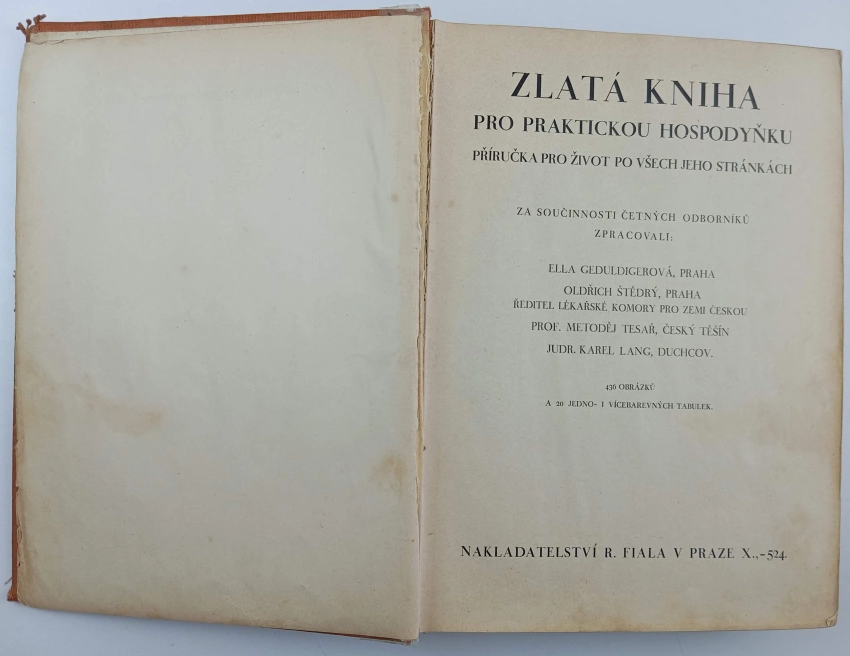 ZLATÁ KNIHA
PRO PRAKTICKOU HOSPODYŇKU
PŘÍRUČKA PRO ŽIVOT PO VŠECH JEHO STRÁNKÁCH
ZA SOUČINNOSTI ČETNÝCH ODBORNÍKŮ
ZPRACOVALI:
ELLA GEDULDIGEROVÁ, PRAHA
OLDŘICH ŠTĚDRÝ, PRAHA
ŘEDITEL LÉKAŘSKÉ KOMORY PRO ZEMI ČESKOU
PROF. METODĚJ TESAŘ, ČESKÝ TĚŠÍN
JUDR. KAREL LANG, DUCHCOV.
436 OBRÁZKŮ
A 20 JEDNO- I VÍCEBAREVNÝCH TABULEK.
NAKLADATELSTVÍ R. FIALA V PRAZE X.,-524.